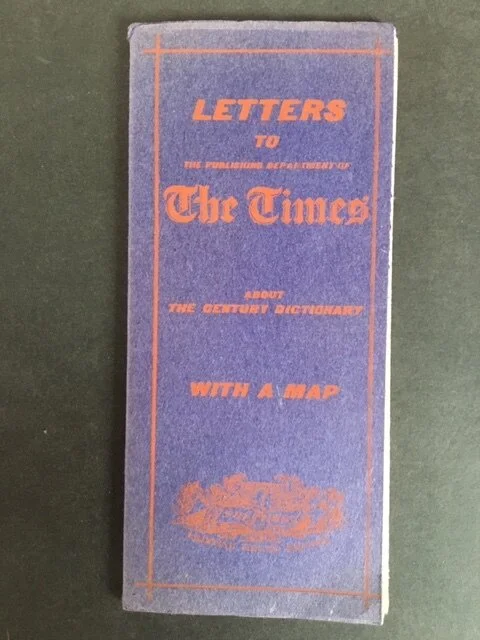 LETTERS
TO
THE PUBLISHING DEPARTMENT OF
The Times
ABOUT
THE CENTURY DICTIONARY
WITH A MAP